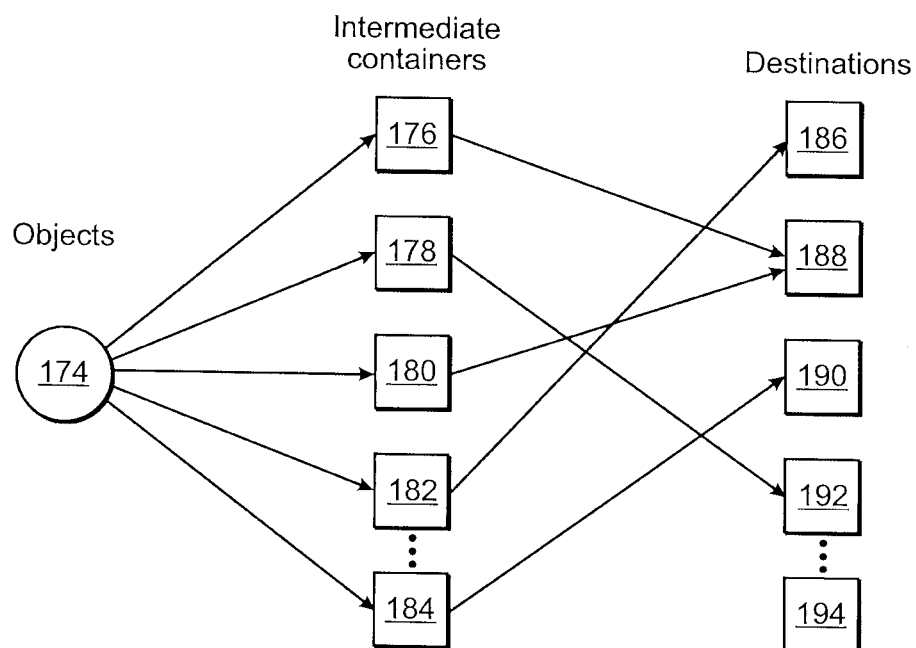 Intermediate
containers
Destinations
Objects
174
176
178
180
182
184
186
188
190
192
194